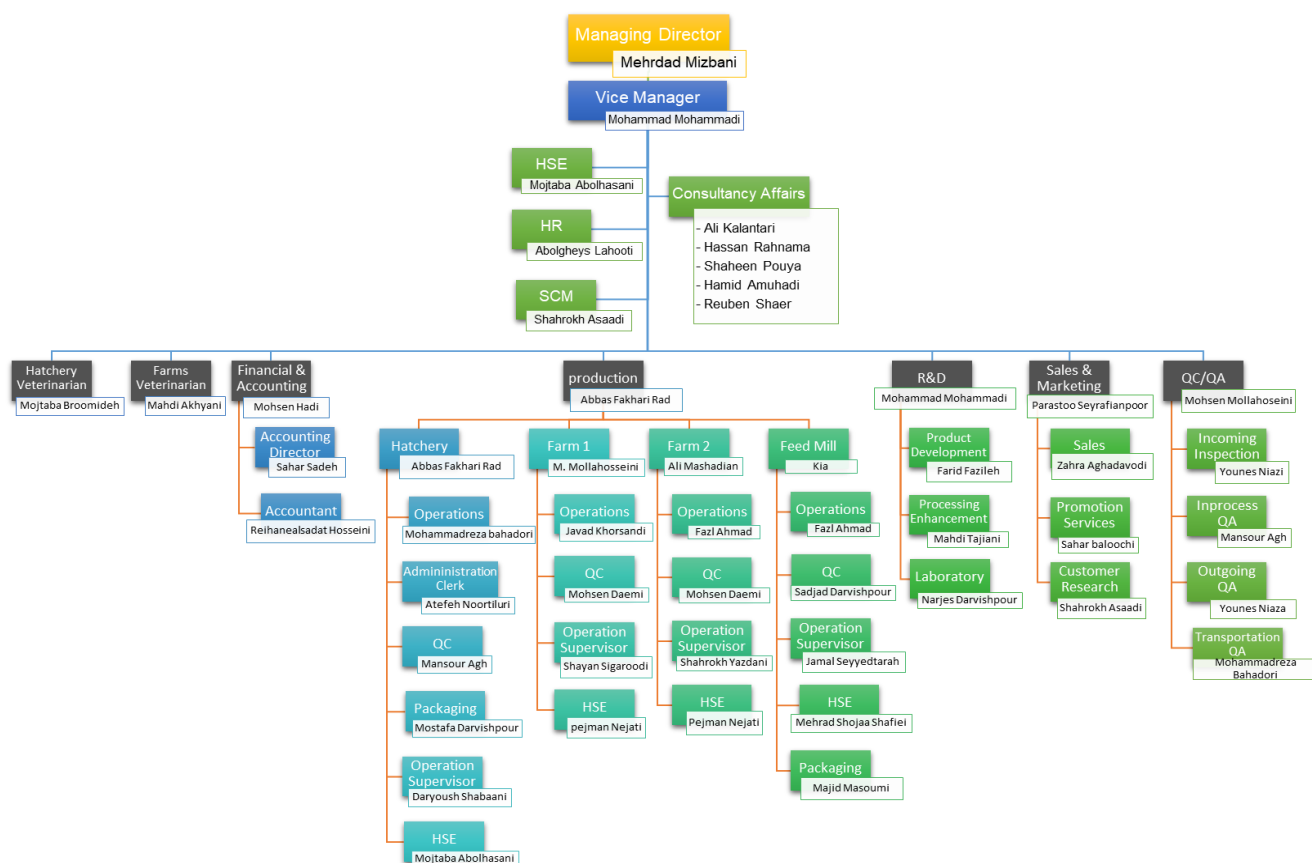 Managing Director
Mehrdad Mizbani
Vice Manager
Mohammad Mohammadi
HSE
Mojtaba Abolhasani
HR
Abolgheys Lahooti
SCM
Shahrokh Asaadi
Consultancy Affairs
- Ali Kalantari
- Hassan Rahnama
- Shaheen Pouya
- Hamid Amuhadi
- Reuben Shaer
Hatchery
Veterinarian
Mojtaba Broomideh
Farms
Veterinarian
Mahdi Akhyani
Financial &
Accounting
Mohsen Hadi
Accounting
Director
Sahar Sadeh
Accountant
Reihanealsadat Hosseini
production
Abbas Fakhari Rad
Hatchery
Abbas Fakhari Rad
Operations
Mohammadreza bahadori
Admininistration
Clerk
Atefeh Noortiluri
QC
Mansour Agh
Packaging
Mostafa Darvishpour
Operation
Supervisor
Daryoush Shabaani
HSE
Mojtaba Abolhasani
Farm 1
M. Mollahosseini
Operations
Javad Khorsandi
QC
Mohsen Daemi
Operation
Supervisor
Shayan Sigaroodi
HSE
pejman Nejati
Farm 2
Ali Mashadian
Operations
Fazl Ahmad
QC
Mohsen Daemi
Operation
Supervisor
Shahrokh Yazdani
HSE
Pejman Nejati
Feed Mill
Kia
Operations
Fazl Ahmad
QC
Sadjad Darvishpour
Operation
Supervisor
Jamal Seyyedtarah
HSE
Mehrad Shojaa Shafiei
Packaging
Majid Masoumi
R&D
Mohammad Mohammadi
Product
Development
Farid Fazileh
Processing
Enhancement
Mahdi Tajiani
Laboratory
Narjes Darvishpour
Sales &
Marketing
Parastoo Seyrafianpoor
Sales
Zahra Aghadavodi
Promotion
Services
Sahar baloochi
Customer
Research
Shahrokh Asaadi
QC/QA
Mohsen Mollahoseini
Incoming
Inspection
Younes Niazi
Inprocess
QA
Mansour Agh
Outgoing
QA
Younes Niaza
Transportation
QA
Mohammadreza
Bahadori